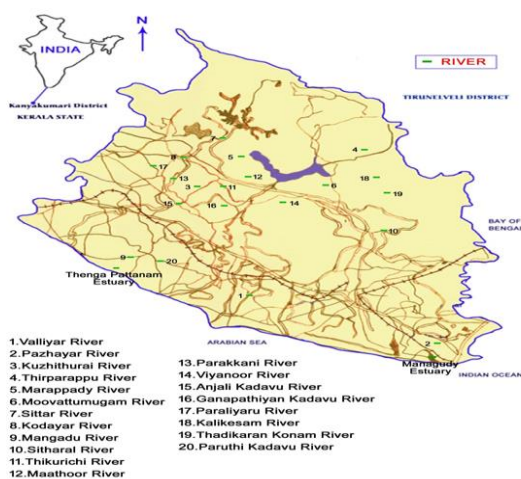 N
INDIA
RIVER
Kanyakumari District
KERALA STATE
TIRUNELVELI DISTRICT
7
8
5
4
17
13
12
18
3
11
6
19
15
16
14
10
BAY OF
BENGAL
9
20
Thenga Pattanam
Estuary
1
ARABIAN SEA
2
Managudy
Estuary
INDIAN OCEAN
1.Valliyar River
2.Pazhayar River
3.Kuzhithurai River
4.Thirparappu River
5.Marappady River
6.Moovattumugam River
7.Sittar River
8.Kodayar River
9.Mangadu River
10.Sitharal River
11.Thikurichi River
12.Maathoor River
13.Parakkani River
14.Viyanoor River
15.Anjali Kadavu River
16.Ganapathiyan Kadavu River
17.Paraliyaru River
18.Kalikesam River
19.Thadikaran Konam River
20.Paruthi Kadavu River